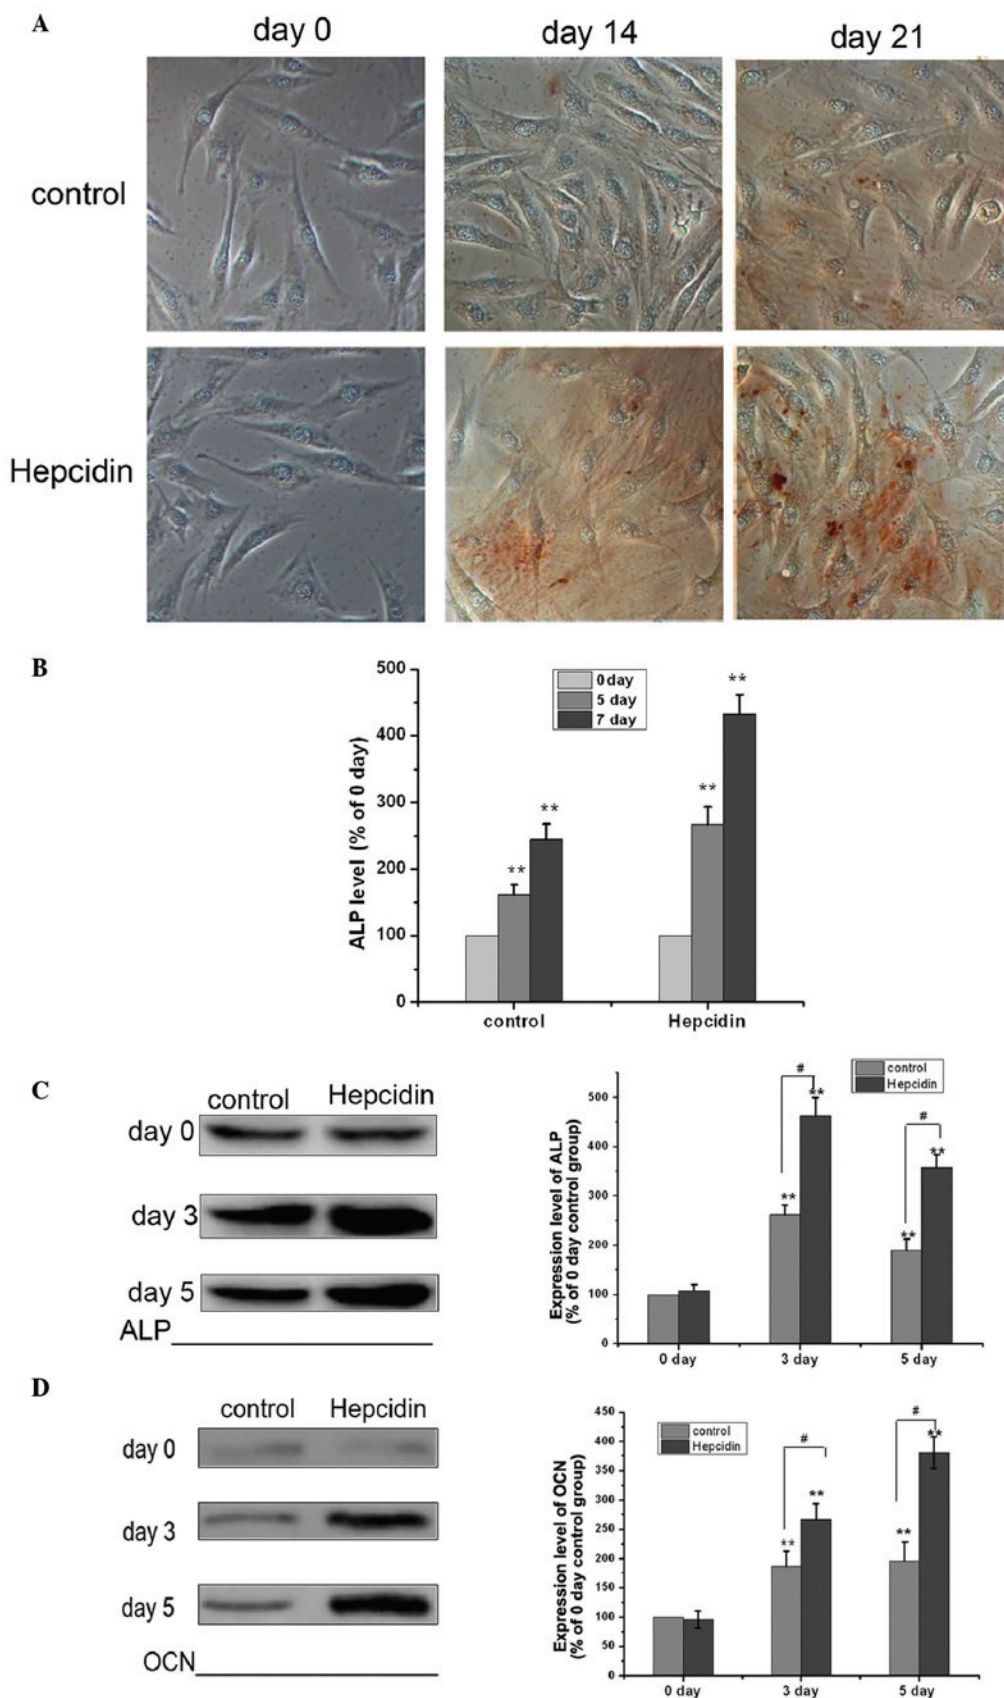 A
day 0
day 14
day 21
control
Hepcidin
B
500
400
300
200
100
0
ALP level (% of 0 day)
0 day
5 day
7 day
**
**
**
**
control
Hepcidin
C
control
Hepcidin
day 0
day 3
day 5
ALP
Expression level of ALP
(% of 0 day control group)
500
400
300
200
100
0
control
Hepcidin
#
**
**
#
**
**
0 day
3 day
5 day
D
control
Hepcidin
day 0
day 3
day 5
OCN
Expression level of OCN
(% of 0 day control group)
450
400
350
300
250
200
150
100
50
0
control
Hepcidin
#
**
**
#
**
**
0 day
3 day
5 day